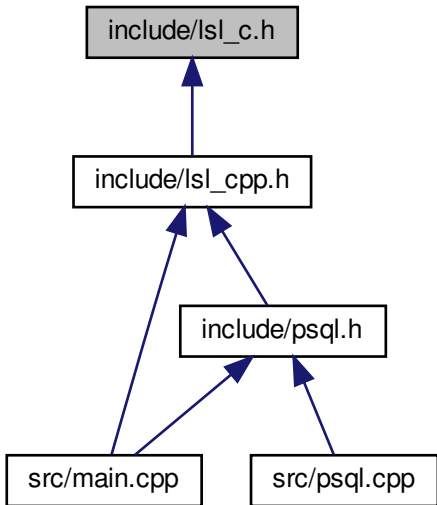 include/lsl_c.h
include/lsl_cpp.h
include/psql.h
src/main.cpp
src/psql.cpp